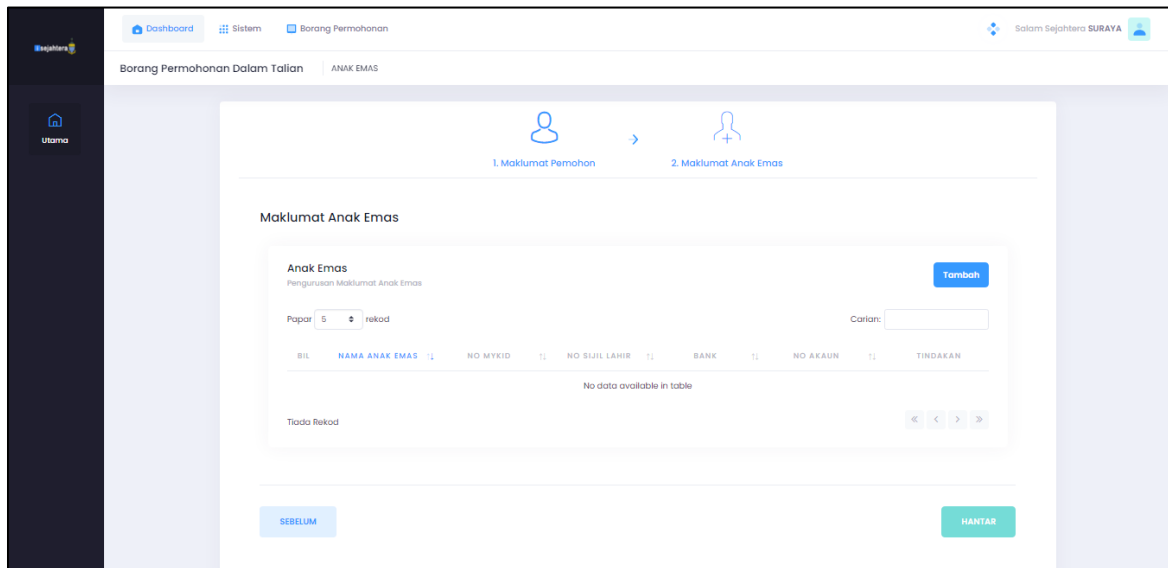 isejahtera
Dashboard Sistem Borang Permohonan Salam Sejahtera SURAYA
Borang Permohonan Dalam Talian ANAK EMAS
Utama
1. Maklumat Pemohon 2. Maklumat Anak Emas
Maklumat Anak Emas
Anak Emas
Pengurusan Maklumat Anak Emas
Tambah
Papar 5 rekod Carian:
BIL NAMA ANAK EMAS NO MYKID NO SIJIL LAHIR BANK NO AKAUN TINDAKAN
No data available in table
Tiada Rekod
SEBELUM HANTAR